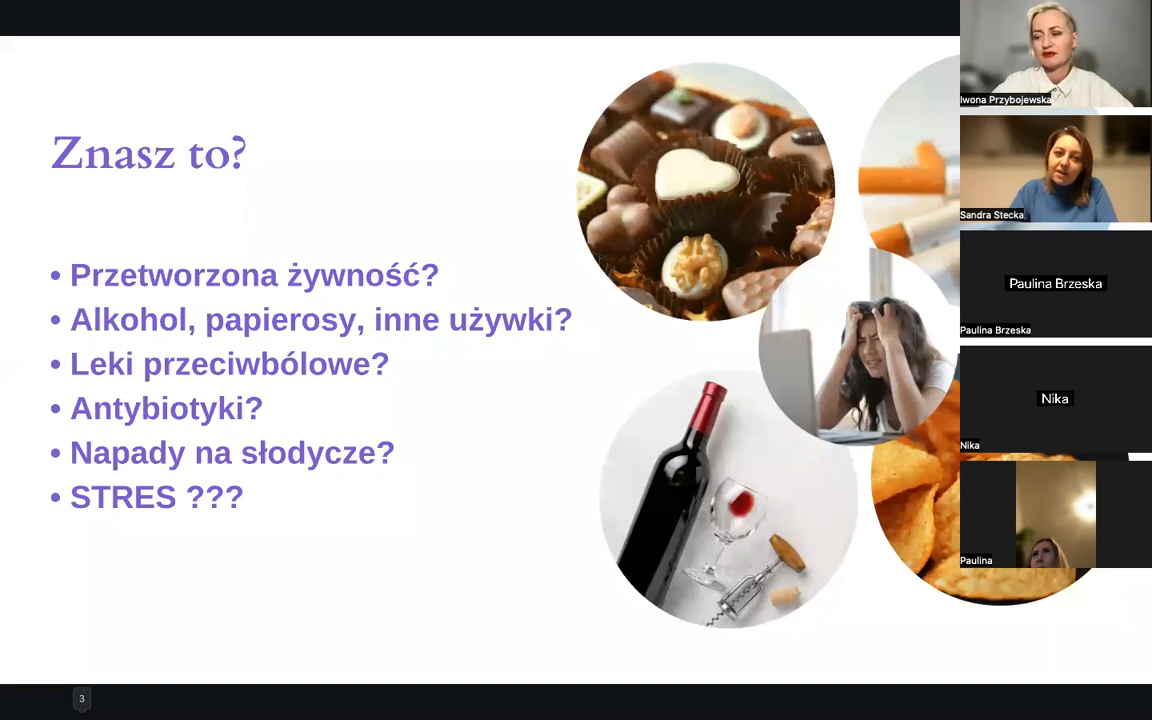 Znasz to?
• Przetworzona żywność?
• Alkohol, papierosy, inne używki?
• Leki przeciwbólowe?
• Antybiotyki?
• Napady na słodycze?
• STRES ???
3
Iwona Przybojewska
Sandra Stecka
Paulina Brzeska
Paulina Brzeska
Nika
Nika
Paulina